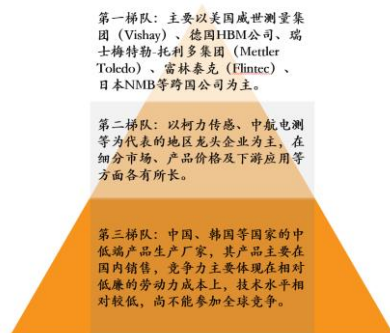 第一梯队：主要以美国威世测量集
团（Vishay）、德国HBM公司、瑞
士梅特勒-托利多集团（Mettler
Toledo）、富林泰克（Flintec）、
日本NMB等跨国公司为主。
第二梯队：以柯力传感、中航电测
等为代表的地区龙头企业为主，在
细分市场、产品价格及下游应用等
方面各有所长。
第三梯队：中国、韩国等国家的中
低端产品生产厂家，其产品主要在
国内销售，竞争力主要体现在相对
低廉的劳动力成本上，技术水平相
对较低，尚不能参加全球竞争。